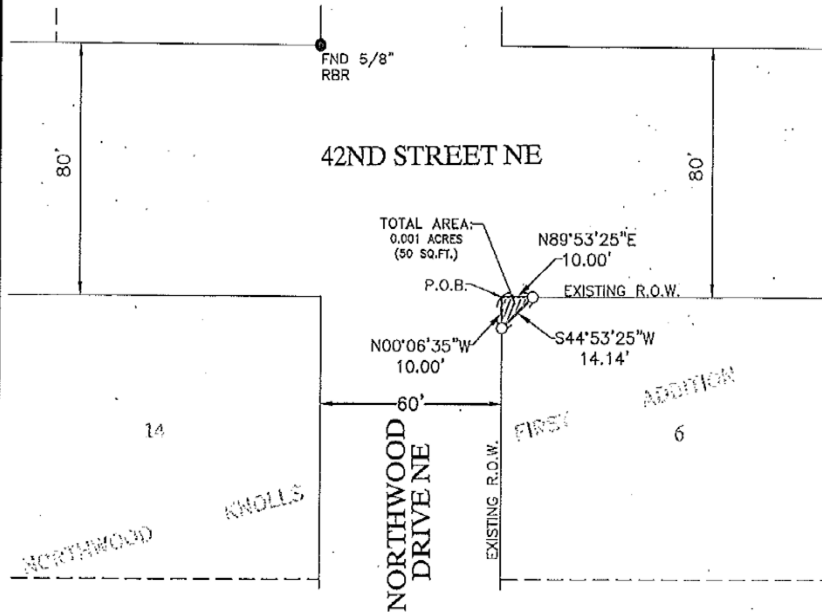 FND 5/8"
RBR
80'
42ND STREET NE
80'
TOTAL AREA:
0.001 ACRES
(50 SQ.FT.)
N89°53'25"E
10.00'
P.O.B.
EXISTING R.O.W.
N00°06'35"W
10.00'
S44°53'25"W
14.14'
60'
14
FIRST ADDITION
6
NORTHWOOD KNOLLS
NORTHWOOD
DRIVE NE
EXISTING R.O.W.